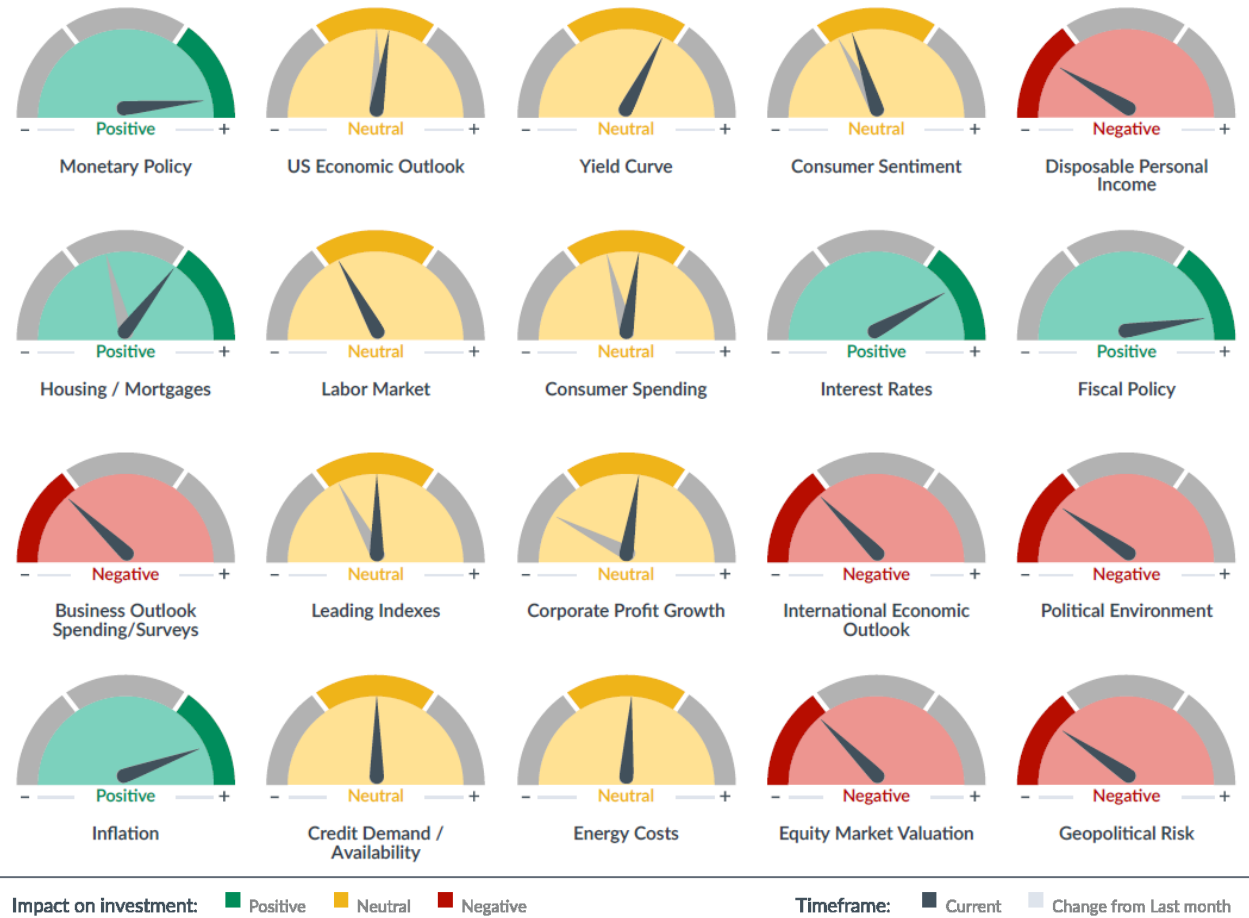 – Positive +
– Neutral +
– Neutral +
– Neutral +
– Negative +
Monetary Policy
US Economic Outlook
Yield Curve
Consumer Sentiment
Disposable Personal
Income
– Positive +
– Neutral +
– Neutral +
– Positive +
– Positive +
Housing / Mortgages
Labor Market
Consumer Spending
Interest Rates
Fiscal Policy
– Negative +
– Neutral +
– Neutral +
– Negative +
– Negative +
Business Outlook
Spending/Surveys
Leading Indexes
Corporate Profit Growth
International Economic
Outlook
Political Environment
– Positive +
– Neutral +
– Neutral +
– Negative +
– Negative +
Inflation
Credit Demand /
Availability
Energy Costs
Equity Market Valuation
Geopolitical Risk
Impact on investment: Positive Neutral Negative
Timeframe: Current Change from Last month